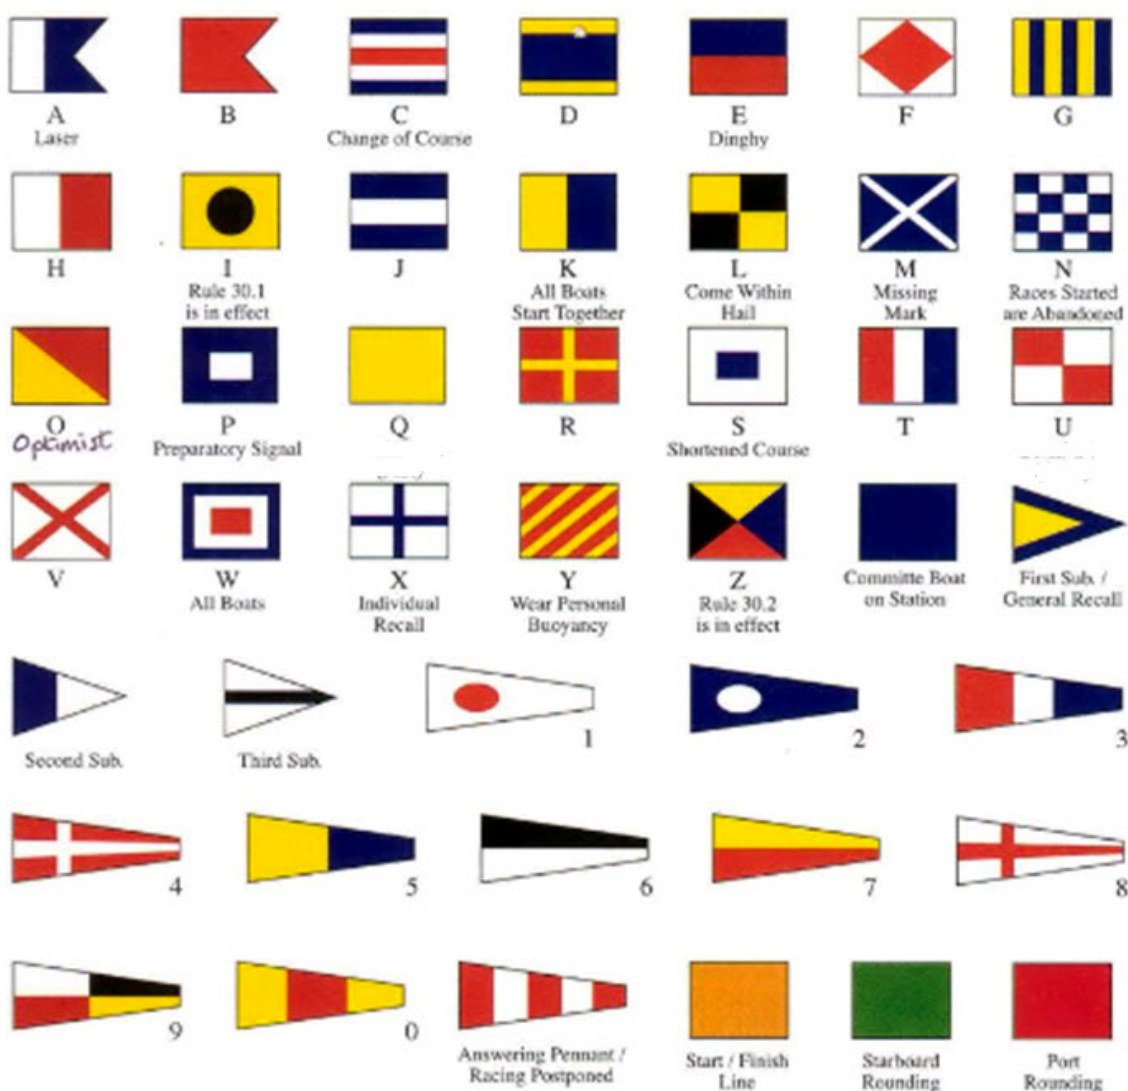 A
Laser
B
C
Change of Course
D
E
Dinghy
F
G
H
I
Rule 30.1
is in effect
J
K
All Boats
Start Together
L
Come Within
Hail
M
Missing
Mark
N
Races Started
are Abandoned
O
Optimist
P
Preparatory Signal
Q
R
S
Shortened Course
T
U
V
W
All Boats
X
Individual
Recall
Y
Wear Personal
Buoyancy
Z
Rule 30.2
is in effect
Committe Boat
on Station
First Sub. /
General Recall
Second Sub.
Third Sub.
1
2
3
4
5
6
7
8
9
0
Answering Pennant /
Racing Postponed
Start / Finish
Line
Starboard
Rounding
Port
Rounding